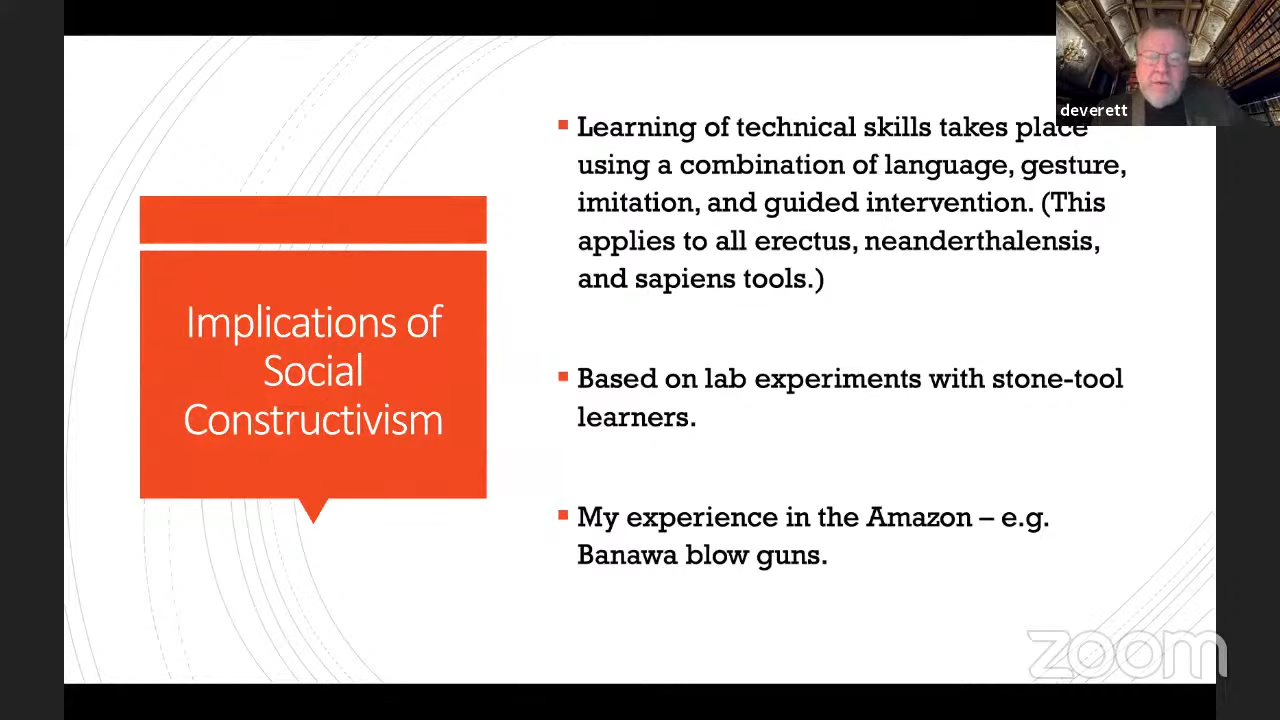 deverett
Learning of technical skills takes place
using a combination of language, gesture,
imitation, and guided intervention. (This
applies to all erectus, neanderthalensis,
and sapiens tools.)
Implications of
Social
Constructivism
Based on lab experiments with stone-tool
learners.
My experience in the Amazon – e.g.
Banawa blow guns.
zoom